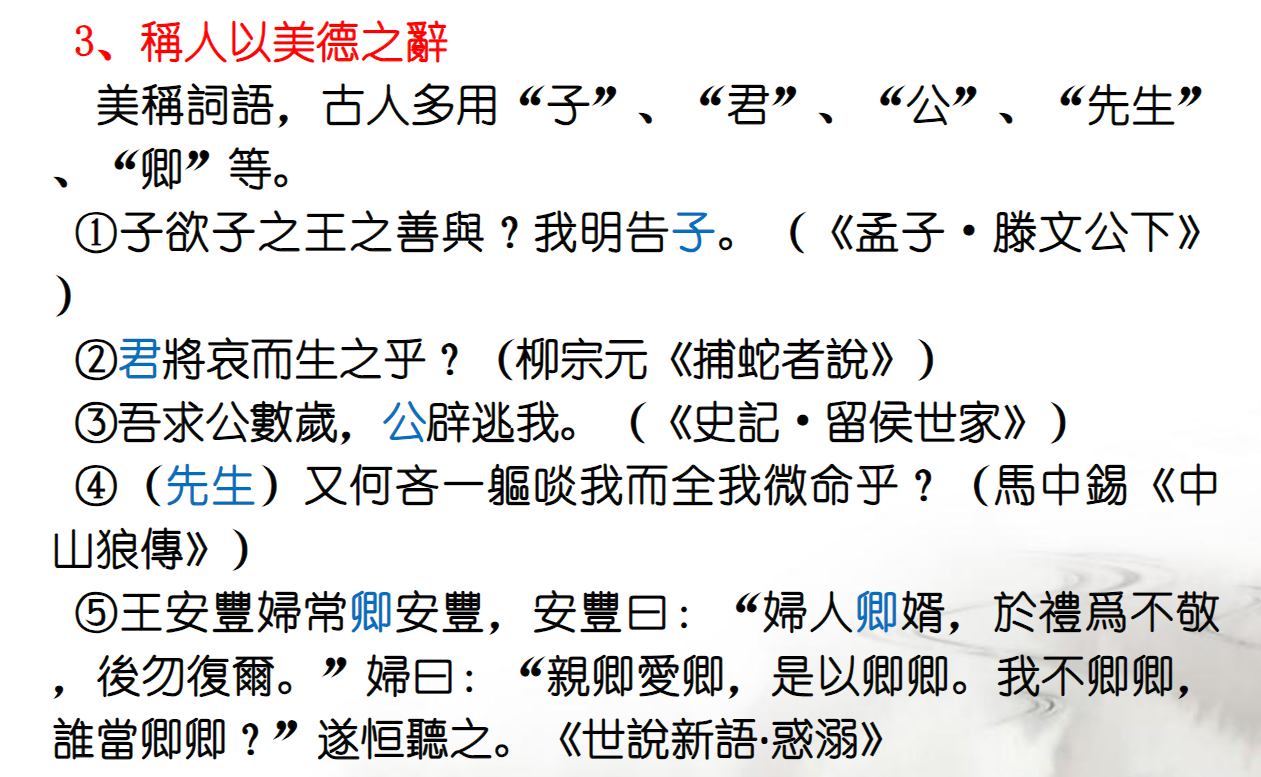 3、稱人以美德之辭
美稱詞語，古人多用“子”、“君”、“公”、“先生”
、“卿”等。
①子欲子之王之善與？我明告子。（《孟子·滕文公下》
）
②君將哀而生之乎？（柳宗元《捕蛇者說》）
③吾求公數歲，公辟逃我。（《史記·留侯世家》）
④（先生）又何吝一軀啖我而全我微命乎？（馬中錫《中
山狼傳》）
⑤王安豐婦常卿安豐，安豐曰：“婦人卿婿，於禮爲不敬
，後勿復爾。”婦曰：“親卿愛卿，是以卿卿。我不卿卿，
誰當卿卿？”遂恒聽之。《世說新語·惑溺》